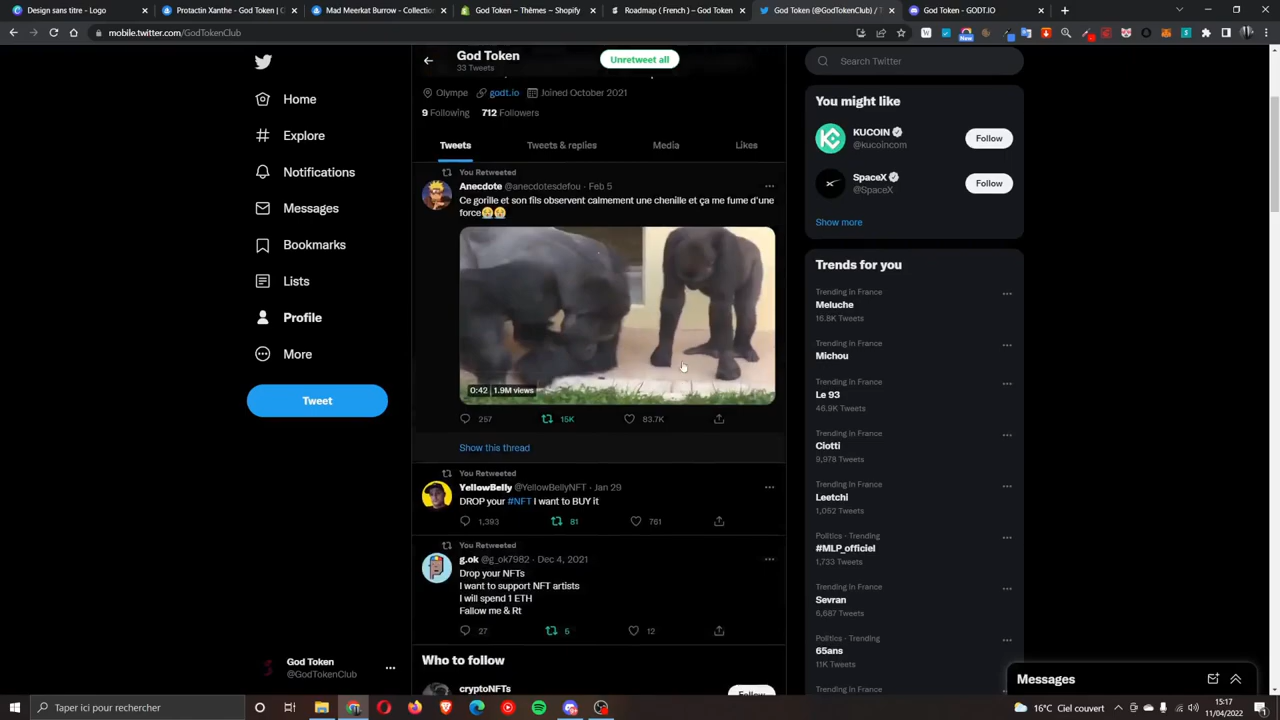 Design sans titre - Logo
Protactin Xanthe - God Token | C
Mad Meerkat Burrow - Collection
God Token – Thèmes – Shopify
Roadmap (French) – God Token
God Token (@GodTokenClub) / T
God Token - GODT.IO
mobile.twitter.com/GodTokenClub
God Token
33 Tweets
Unretweet all
Search Twitter
Olympe godt.io Joined October 2021
9 Following 712 Followers
Tweets
Tweets & replies
Media
Likes
Home
Explore
Notifications
Messages
Bookmarks
Lists
Profile
More
Tweet
God Token
@GodTokenClub
You Retweeted
Anecdote @anecdotesdefou · Feb 5
Ce gorille et son fils observent calmement une chenille et ça me fume d'une
force
0:42 1.9M views
257
15K
83.7K
Show this thread
You Retweeted
YellowBelly @YellowBellyNFT · Jan 29
DROP your #NFT I want to BUY it
1,393
81
761
You Retweeted
g.ok @g_ok7982 · Dec 4, 2021
Drop your NFTs
I want to support NFT artists
I will spend 1 ETH
Fallow me & Rt
27
5
12
Who to follow
cryptoNFTs
Follow
You might like
KUCOIN
@kucoincom
Follow
SpaceX
@SpaceX
Follow
Show more
Trends for you
Trending in France
Meluche
16.8K Tweets
Trending in France
Michou
Trending in France
Le 93
46.9K Tweets
Trending in France
Ciotti
9,978 Tweets
Trending in France
Leetchi
1,052 Tweets
Politics · Trending
#MLP_officiel
1,733 Tweets
Trending in France
Sevran
6,687 Tweets
Politics · Trending
65ans
11K Tweets
Trending in France
Messages
Tapez ici pour rechercher
16°C Ciel couvert
15:17
11/04/2022